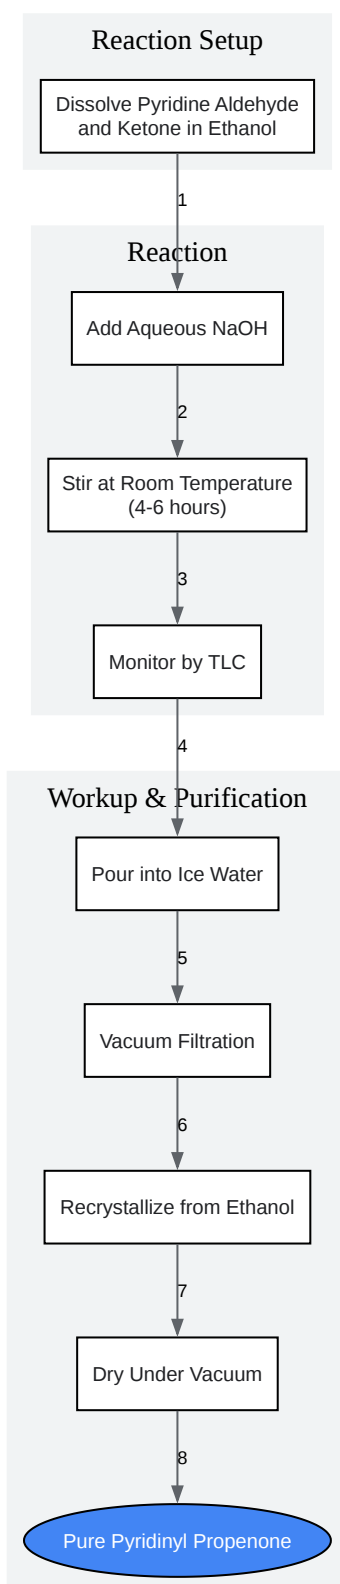 Reaction Setup
Dissolve Pyridine Aldehyde
and Ketone in Ethanol
1
Reaction
Add Aqueous NaOH
2
Stir at Room Temperature
(4-6 hours)
3
Monitor by TLC
4
Workup & Purification
Pour into Ice Water
5
Vacuum Filtration
6
Recrystallize from Ethanol
7
Dry Under Vacuum
8
Pure Pyridinyl Propenone